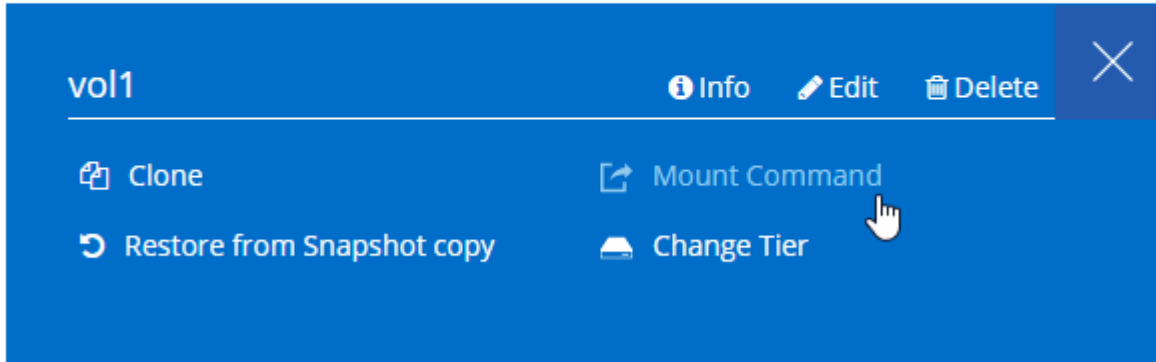 vol1 Info Edit Delete
Clone Mount Command
Restore from Snapshot copy Change Tier